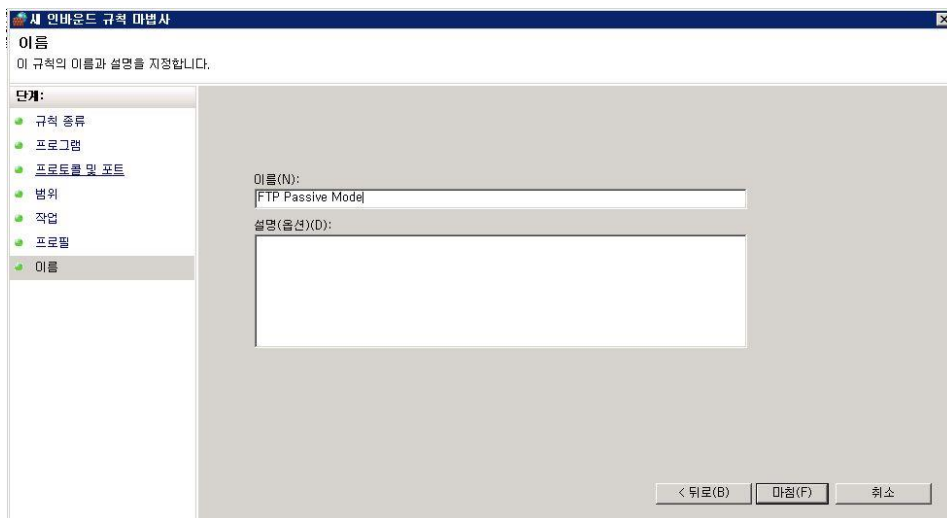 새 인바운드 규칙 마법사
이름
이 규칙의 이름과 설명을 지정합니다.
단계:
규칙 종류
프로그램
프로토콜 및 포트
범위
작업
프로필
이름
이름(N):
FTP Passive Mode
설명(옵션)(D):
< 뒤로(B) 마침(F) 취소